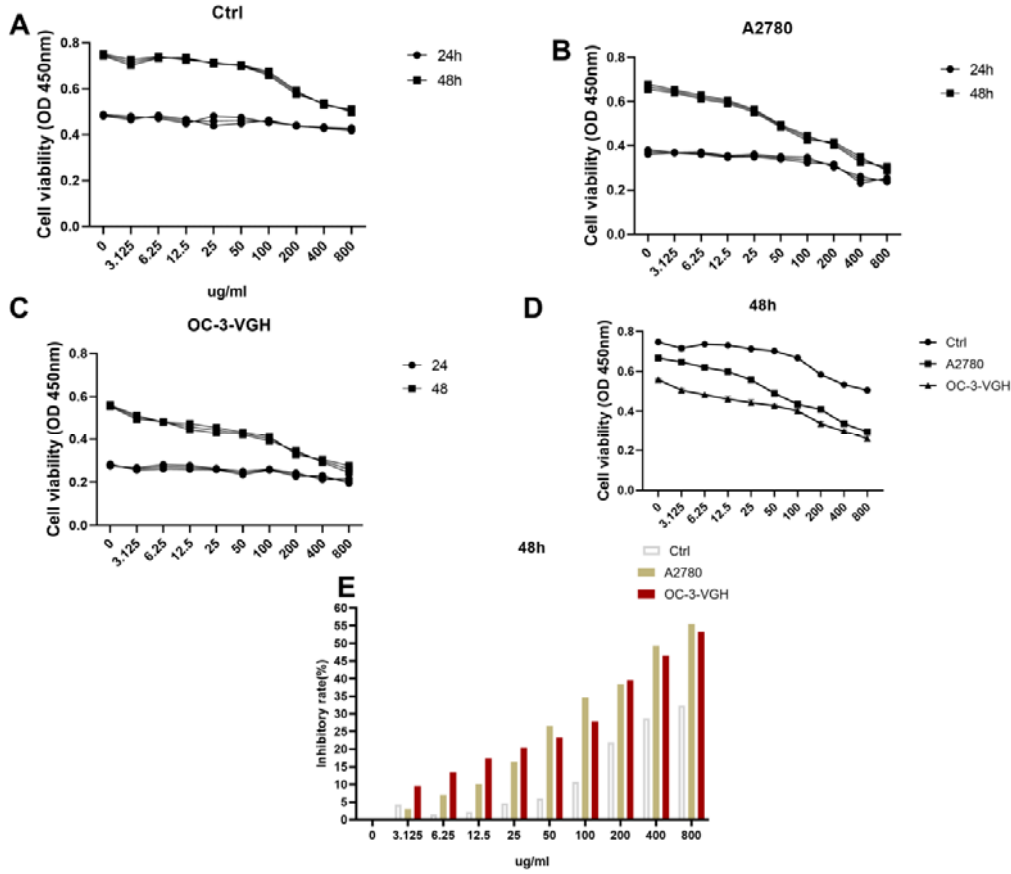 A
Ctrl
Cell viability (OD 450nm)
0.8
0.6
0.4
0.2
0.0
0 3.125 6.25 12.5 25 50 100 200 400 800
ug/ml
24h
48h
B
A2780
Cell viability (OD 450nm)
0.8
0.6
0.4
0.2
0.0
0 3.125 6.25 12.5 25 50 100 200 400 800
24h
48h
C
OC-3-VGH
Cell viability (OD 450nm)
0.8
0.6
0.4
0.2
0.0
0 3.125 6.25 12.5 25 50 100 200 400 800
24
48
D
48h
Cell viability (OD 450nm)
0.8
0.6
0.4
0.2
0.0
0 3.125 6.25 12.5 25 50 100 200 400 800
Ctrl
A2780
OC-3-VGH
E
48h
Ctrl
A2780
OC-3-VGH
Inhibitory rate(%)
60
55
50
45
40
35
30
25
20
15
10
5
0
0 3.125 6.25 12.5 25 50 100 200 400 800
ug/ml